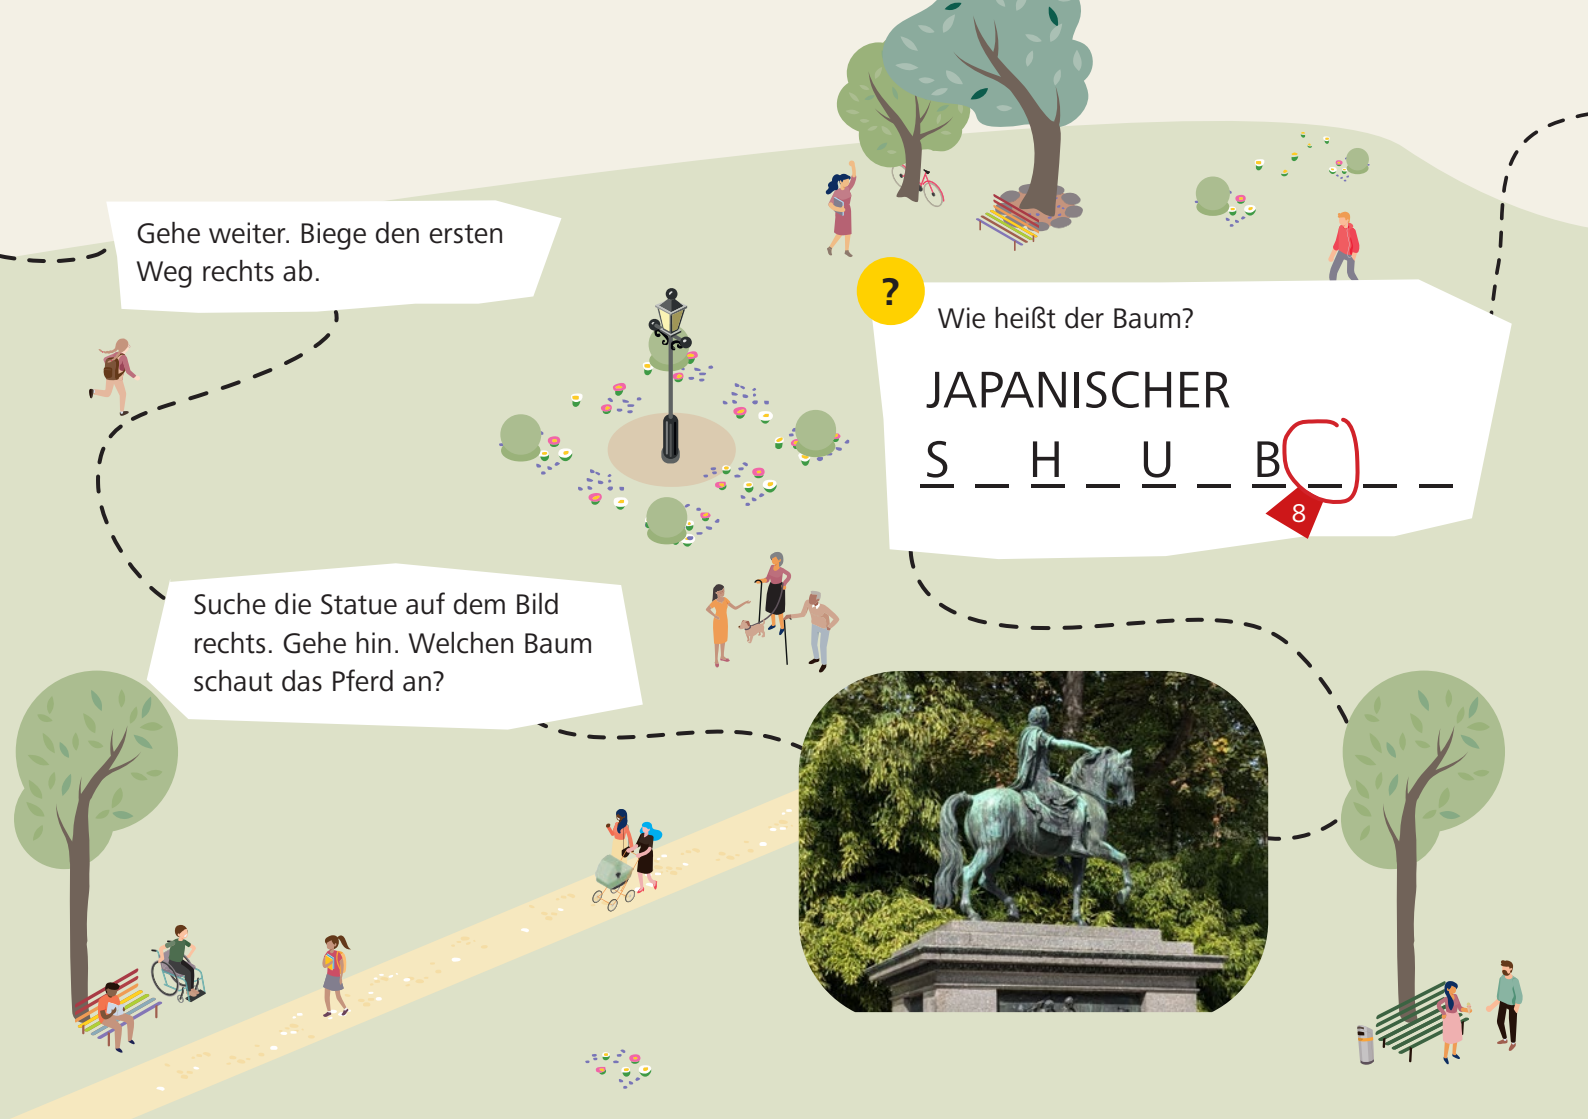 Gehe weiter. Biege den ersten
Weg rechts ab.
?
Wie heißt der Baum?
JAPANISCHER
S _ H _ U _ B _ _ _
8
Suche die Statue auf dem Bild
rechts. Gehe hin. Welchen Baum
schaut das Pferd an?